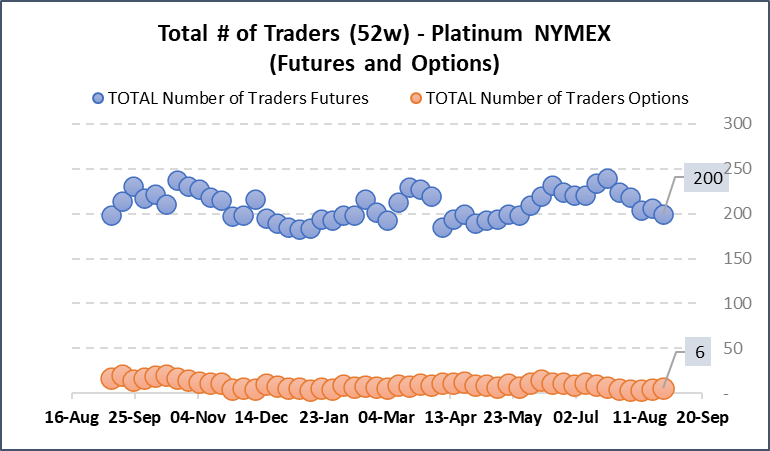 Total # of Traders (52w) - Platinum NYMEX
(Futures and Options)
TOTAL Number of Traders Futures
TOTAL Number of Traders Options
300
250
200
200
150
100
50
6
-
16-Aug 25-Sep 04-Nov 14-Dec 23-Jan 04-Mar 13-Apr 23-May 02-Jul 11-Aug 20-Sep